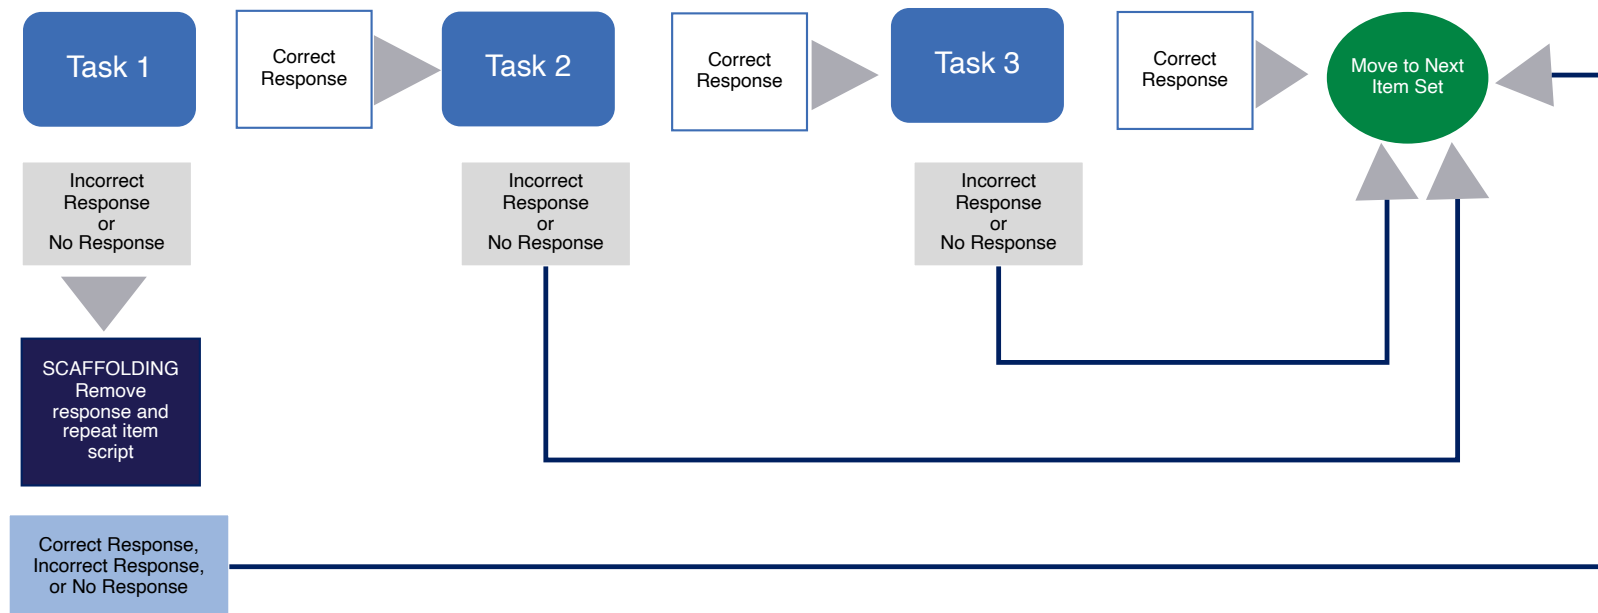 Task 1
Correct
Response
Task 2
Correct
Response
Task 3
Correct
Response
Move to Next
Item Set
Incorrect
Response
or
No Response
Incorrect
Response
or
No Response
Incorrect
Response
or
No Response
SCAFFOLDING
Remove
response and
repeat item
script
Correct Response,
Incorrect Response,
or No Response